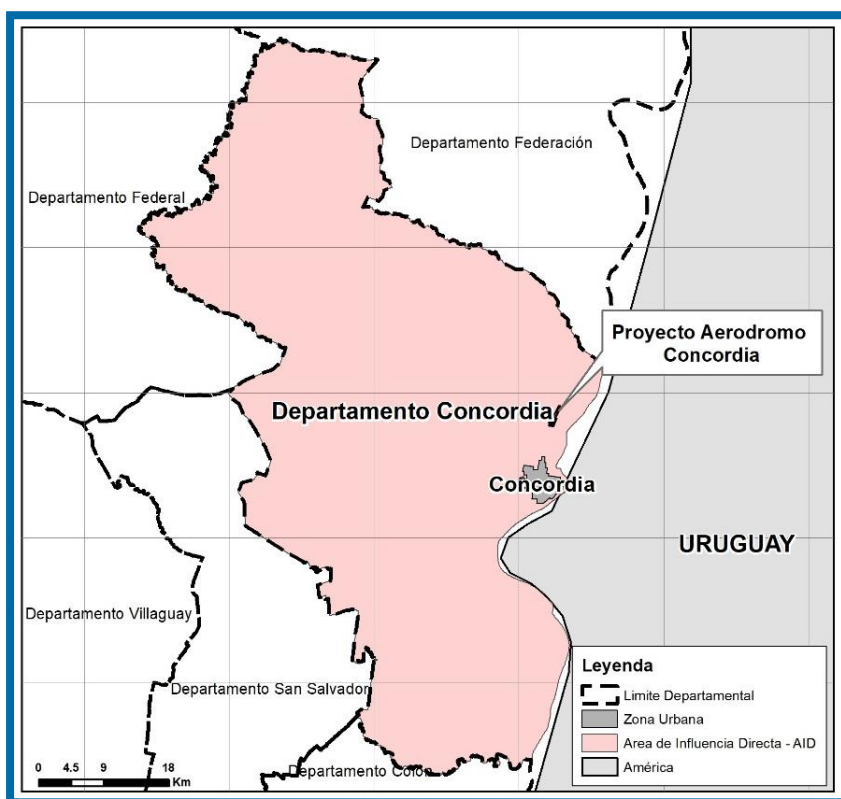 Departamento Federación
Departamento Federal
Proyecto Aerodromo
Concordia
Departamento Concordia
Concordia
URUGUAY
Departamento Villaguay
Departamento San Salvador
Departamento Colón
Leyenda
Limite Departamental
Zona Urbana
Area de Influencia Directa - AID
América
0 4.5 9 18
Km